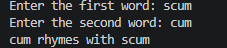 Enter the first word: scum
Enter the second word: cum
cum rhymes with scum